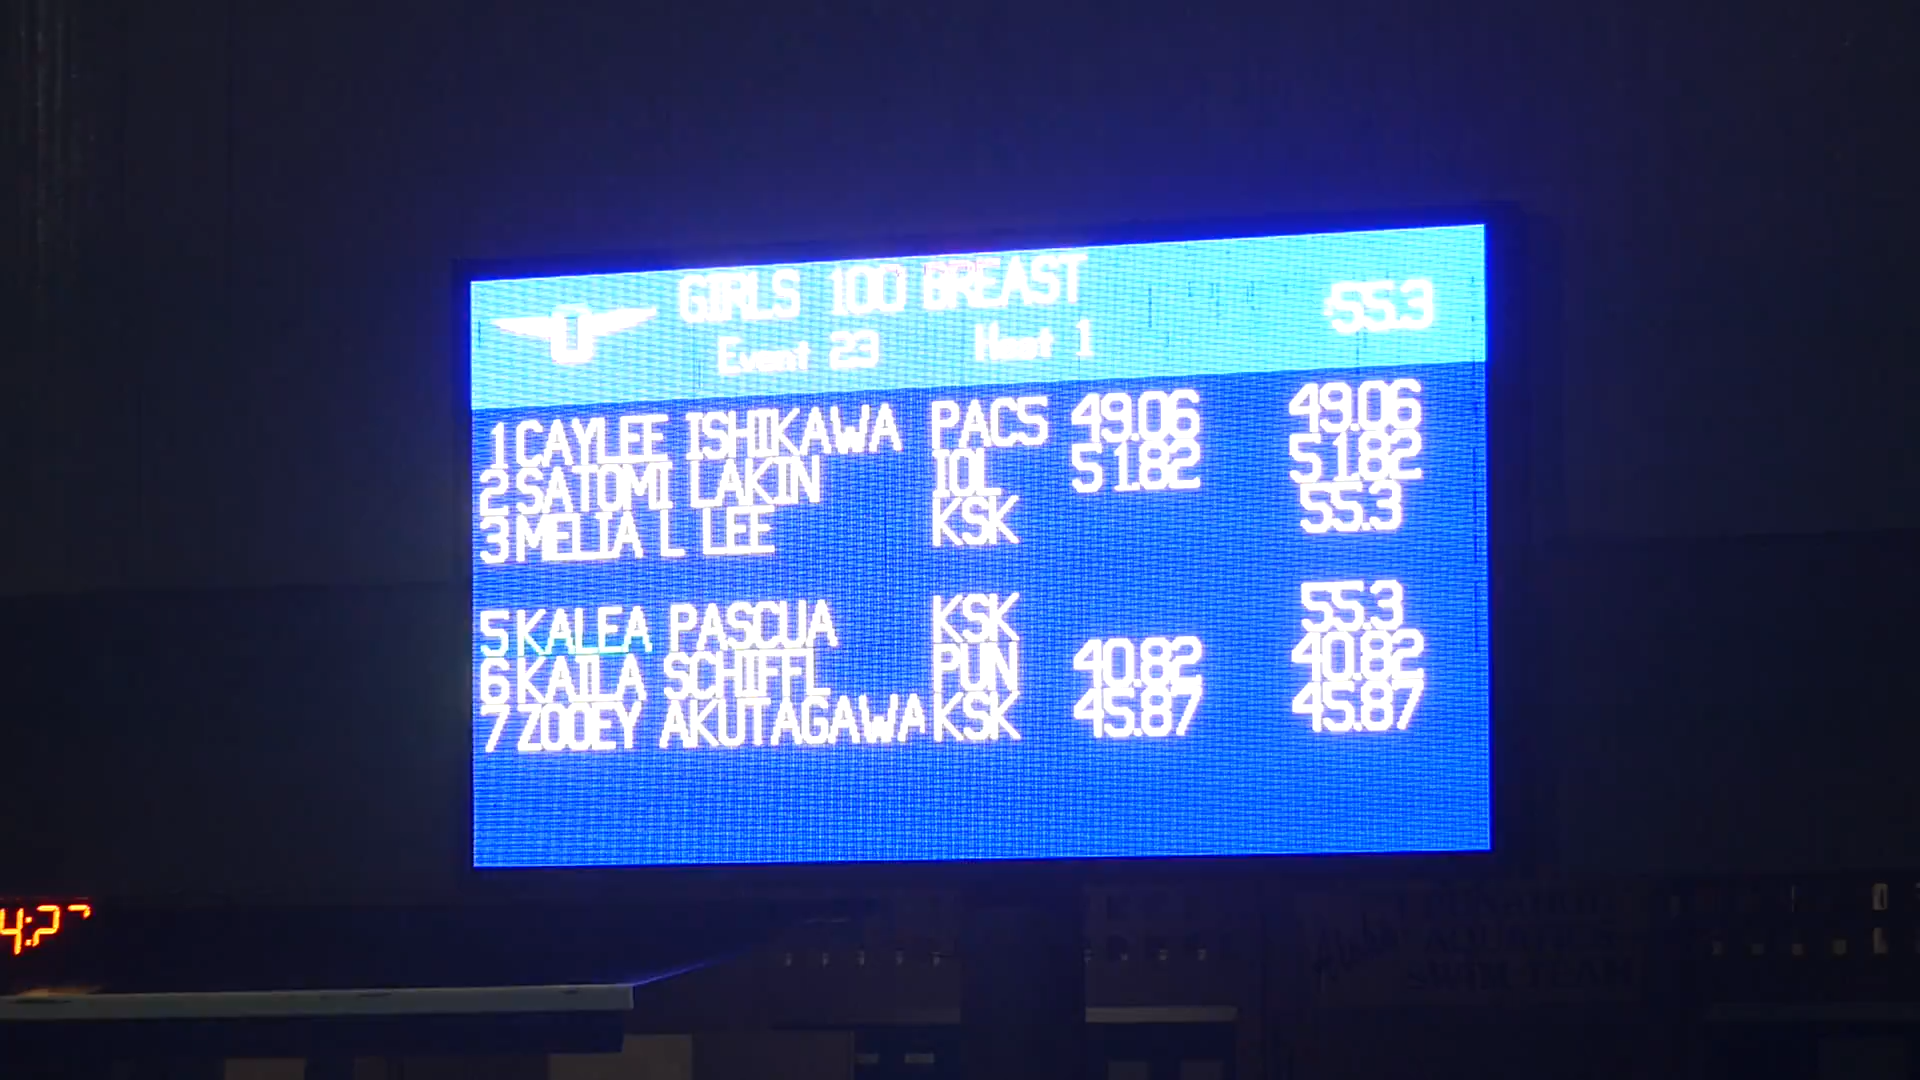 GIRLS 100 BREAST
Event 23 Heat 1 :55.3
1 CAYLEE ISHIKAWA PACS 49.06 49.06
2 SATOMI LAKIN IOL 51.82 51.82
3 MELIA L LEE KSK 55.3
5 KALEA PASCUA KSK 55.3
6 KAILA SCHIFFL PUN 40.82 40.82
7 ZOOEY AKUTAGAWA KSK 45.87 45.87
SWIM TEAM